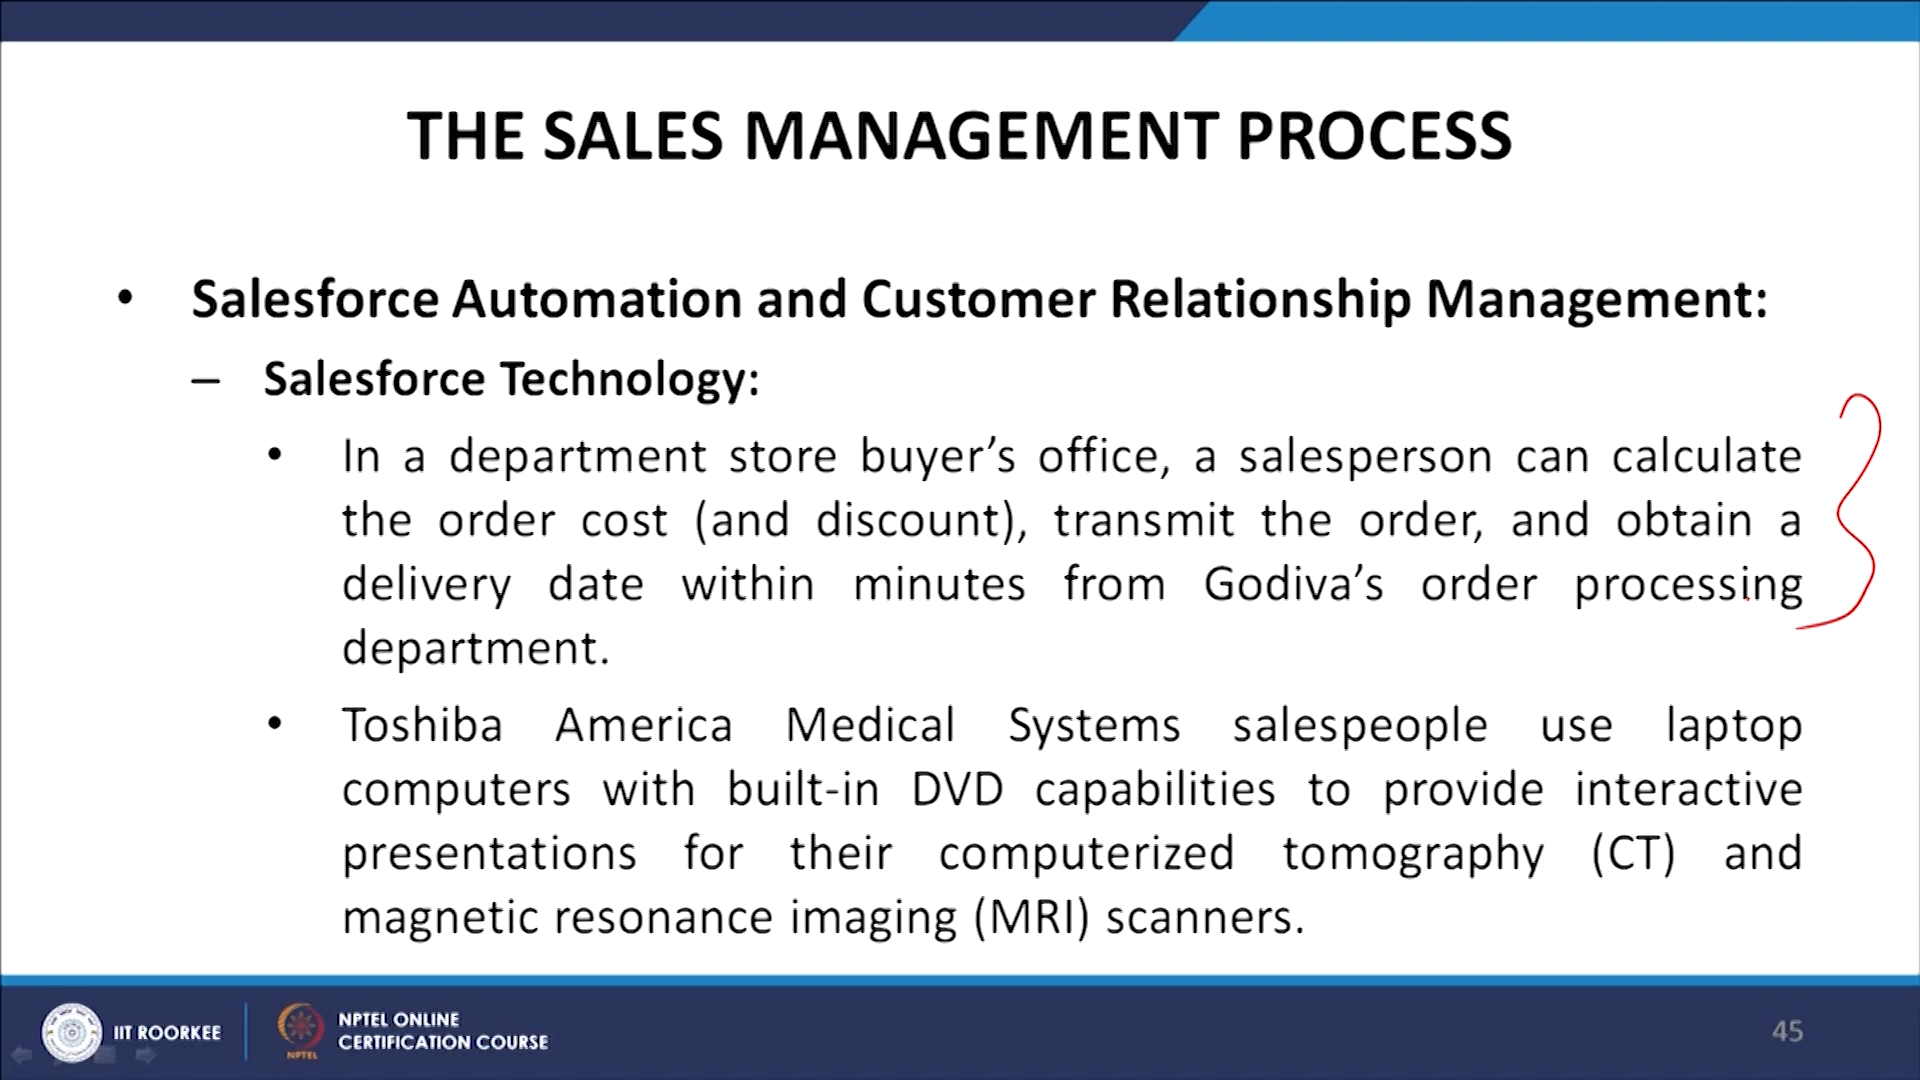 THE SALES MANAGEMENT PROCESS
• Salesforce Automation and Customer Relationship Management:
– Salesforce Technology:
• In a department store buyer’s office, a salesperson can calculate
the order cost (and discount), transmit the order, and obtain a
delivery date within minutes from Godiva’s order processing
department.
• Toshiba America Medical Systems salespeople use laptop
computers with built-in DVD capabilities to provide interactive
presentations for their computerized tomography (CT) and
magnetic resonance imaging (MRI) scanners.
IIT ROORKEE
NPTEL
NPTEL ONLINE
CERTIFICATION COURSE
45